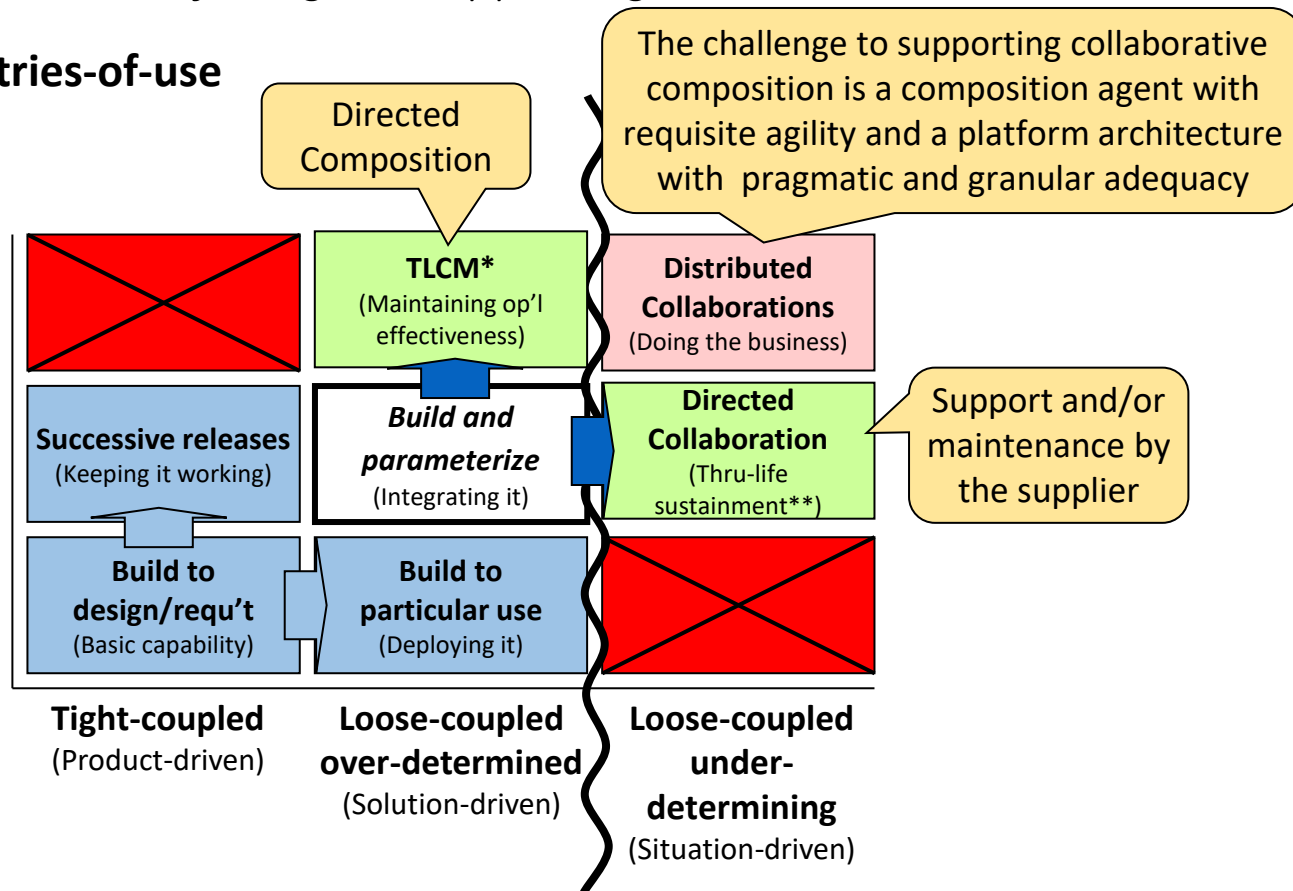 tries-of-use
Directed
Composition
The challenge to supporting collaborative
composition is a composition agent with
requisite agility and a platform architecture
with pragmatic and granular adequacy
TLCM*
(Maintaining op’l
effectiveness)
Distributed
Collaborations
(Doing the business)
Successive releases
(Keeping it working)
Build and
parameterize
(Integrating it)
Directed
Collaboration
(Thru-life
sustainment**)
Support and/or
maintenance by
the supplier
Build to
design/requ’t
(Basic capability)
Build to
particular use
(Deploying it)
Tight-coupled
(Product-driven)
Loose-coupled
over-determined
(Solution-driven)
Loose-coupled
under-
determining
(Situation-driven)